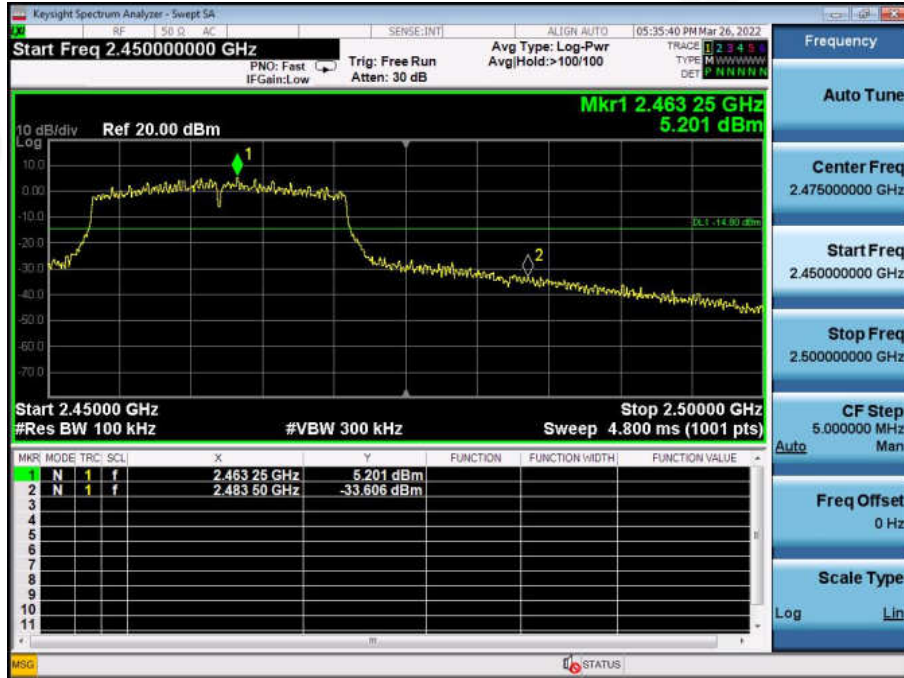 Keysight Spectrum Analyzer - Swept SA
RF 50 Ω AC SENSE:INT ALIGN AUTO 05:35:40 PM Mar 26, 2022
Start Freq 2.450000000 GHz
PNO: Fast
IFGain:Low
Trig: Free Run
Atten: 30 dB
Avg Type: Log-Pwr
Avg|Hold:>100/100
TRACE 1 2 3 4 5 6
TYPE M WWWWW
DET P N N N N N
Mkr1 2.463 25 GHz
5.201 dBm
10 dB/div Ref 20.00 dBm
Log
10.0
0.00
-10.0
-20.0
-30.0
-40.0
-50.0
-60.0
-70.0
1
DL1 -14.80 dBm
2
Start 2.45000 GHz Stop 2.50000 GHz
#Res BW 100 kHz #VBW 300 kHz Sweep 4.800 ms (1001 pts)
MKR MODE TRC SCL X Y FUNCTION FUNCTION WIDTH FUNCTION VALUE
1 N 1 f 2.463 25 GHz 5.201 dBm
2 N 1 f 2.483 50 GHz -33.606 dBm
3
4
5
6
7
8
9
10
11
MSG STATUS
Frequency
Auto Tune
Center Freq
2.475000000 GHz
Start Freq
2.450000000 GHz
Stop Freq
2.500000000 GHz
CF Step
5.000000 MHz
Auto Man
Freq Offset
0 Hz
Scale Type
Log Lin